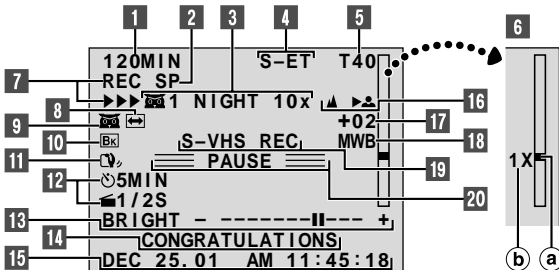 1 2 3 4 5 6
120MIN S-ET T40
7 REC SP
1 NIGHT 10x 16
8 +02 17
9 MWB 18
10 BK S-VHS REC 19
11 PAUSE 20
12 5MIN 1X
1/2S
13 BRIGHT - --------▮▮--- +
14 CONGRATULATIONS
15 DEC 25.01 AM 11:45:18 b a